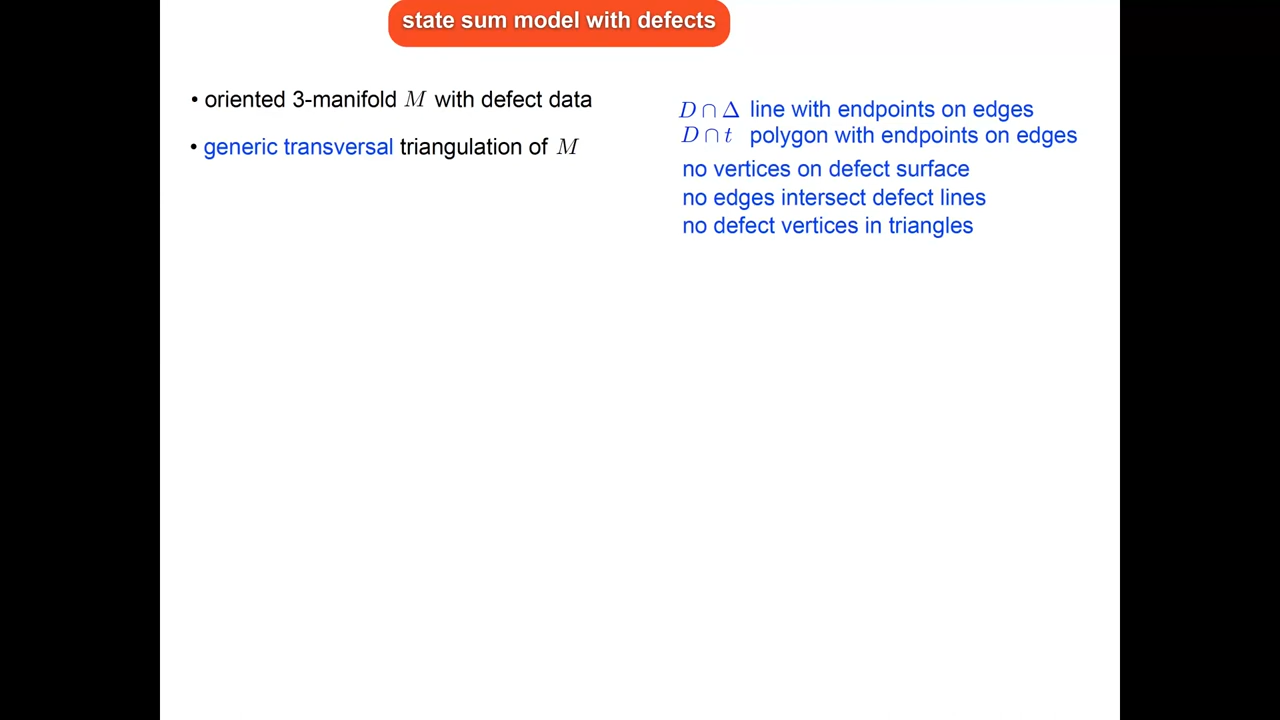 state sum model with defects
• oriented 3-manifold M with defect data
• generic transversal triangulation of M
D ∩ Δ line with endpoints on edges
D ∩ t polygon with endpoints on edges
no vertices on defect surface
no edges intersect defect lines
no defect vertices in triangles